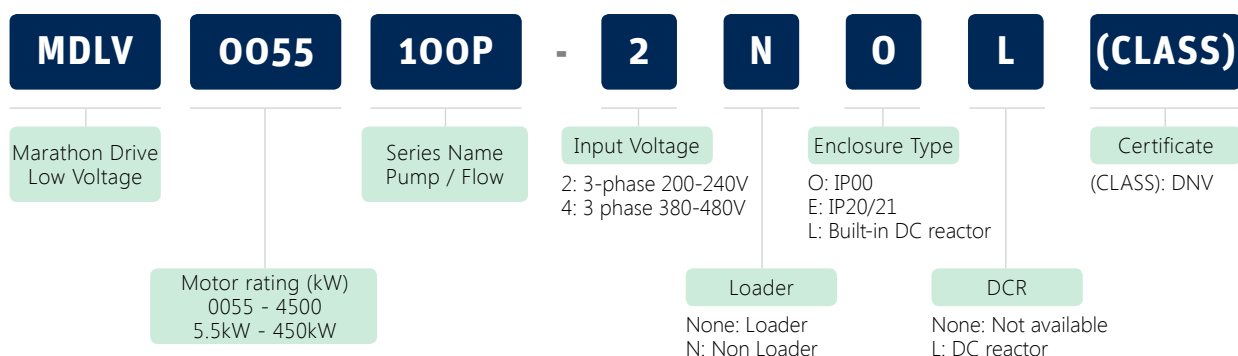 MDLV 0055 100P - 2 N O L (CLASS)
Marathon Drive
Low Voltage
Series Name
Pump / Flow
Input Voltage
2: 3-phase 200-240V
4: 3 phase 380-480V
Enclosure Type
O: IP00
E: IP20/21
L: Built-in DC reactor
Certificate
(CLASS): DNV
Motor rating (kW)
0055 - 4500
5.5kW - 450kW
Loader
None: Loader
N: Non Loader
DCR
None: Not available
L: DC reactor